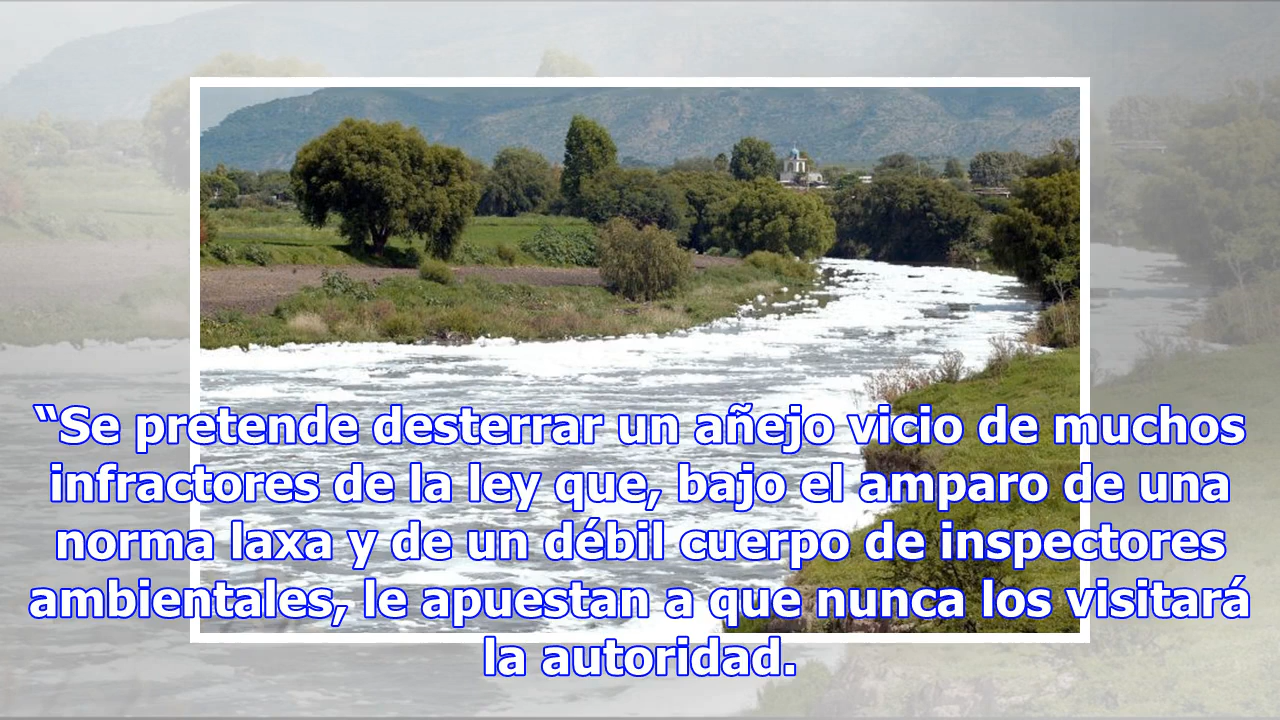 “Se pretende desterrar un añejo vicio de muchos
infractores de la ley que, bajo el amparo de una
norma laxa y de un débil cuerpo de inspectores
ambientales, le apuestan a que nunca los visitará
la autoridad.